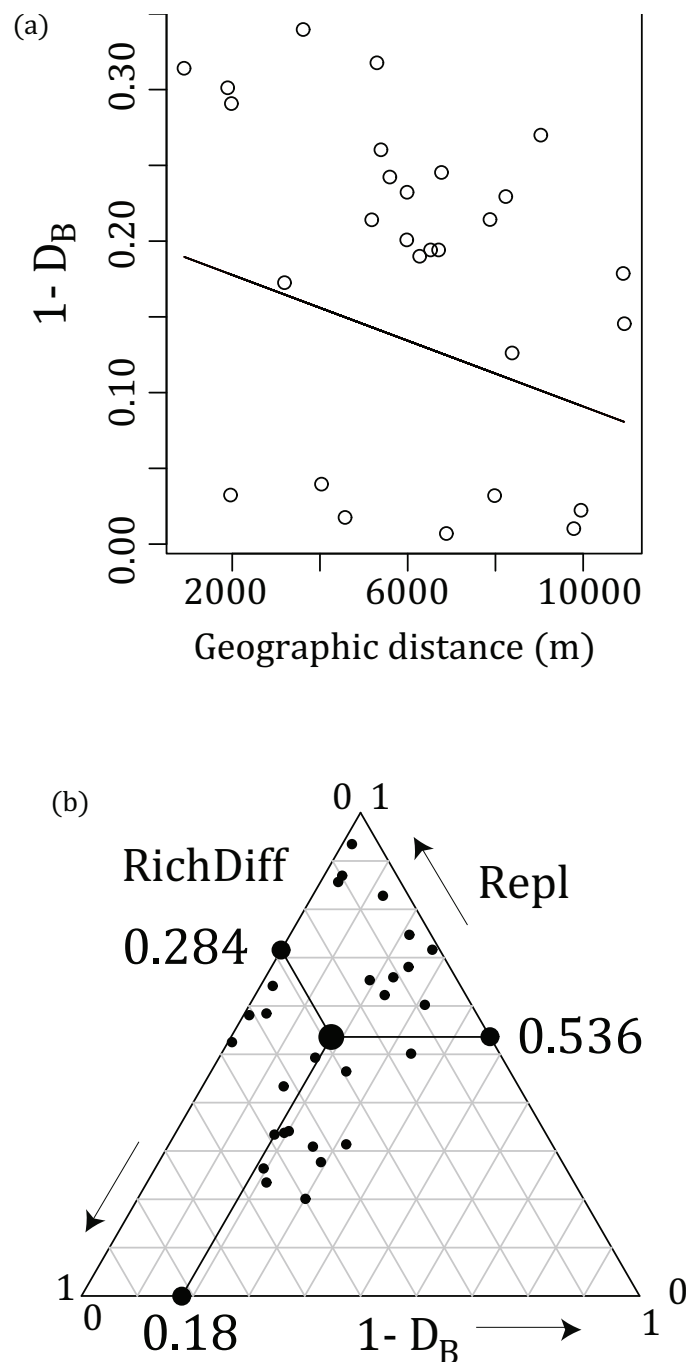 (a)
0.30
0.20
0.10
0.00
1- D_B
2000 6000 10000
Geographic distance (m)
(b)
0 1
RichDiff
Repl
0.284
0.536
1 0
0 1
0.18 1- D_B